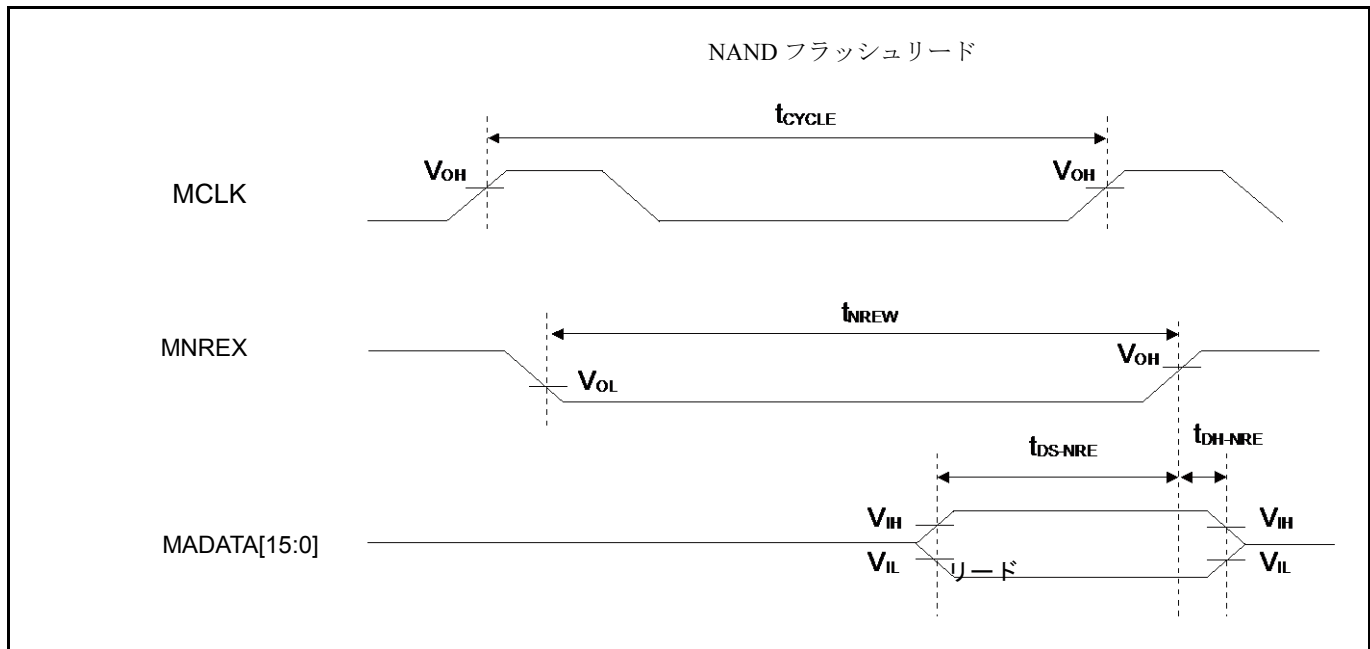 NAND フラッシュリード
tCYCLE
VOH VOH
MCLK
tNREW
MNREX
VOH
VOL
tDS-NRE tDH-NRE
VIH VIH
MADATA[15:0]
VIL リード VIL